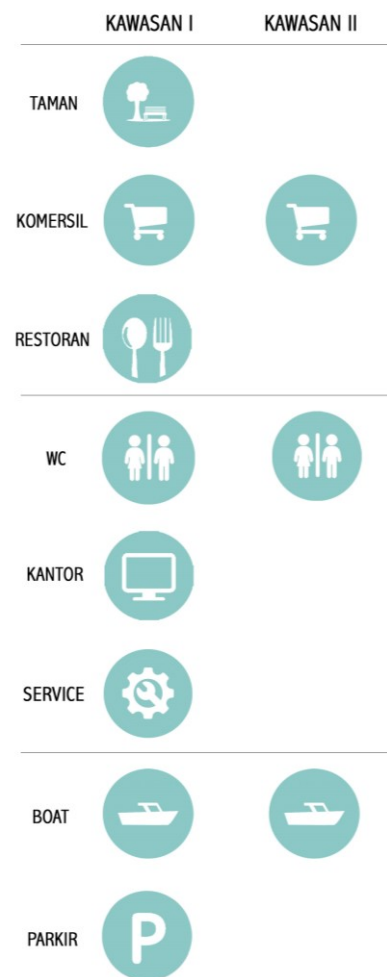 KAWASAN I KAWASAN II
TAMAN
KOMERSIL
RESTORAN
WC
KANTOR
SERVICE
BOAT
PARKIR
P